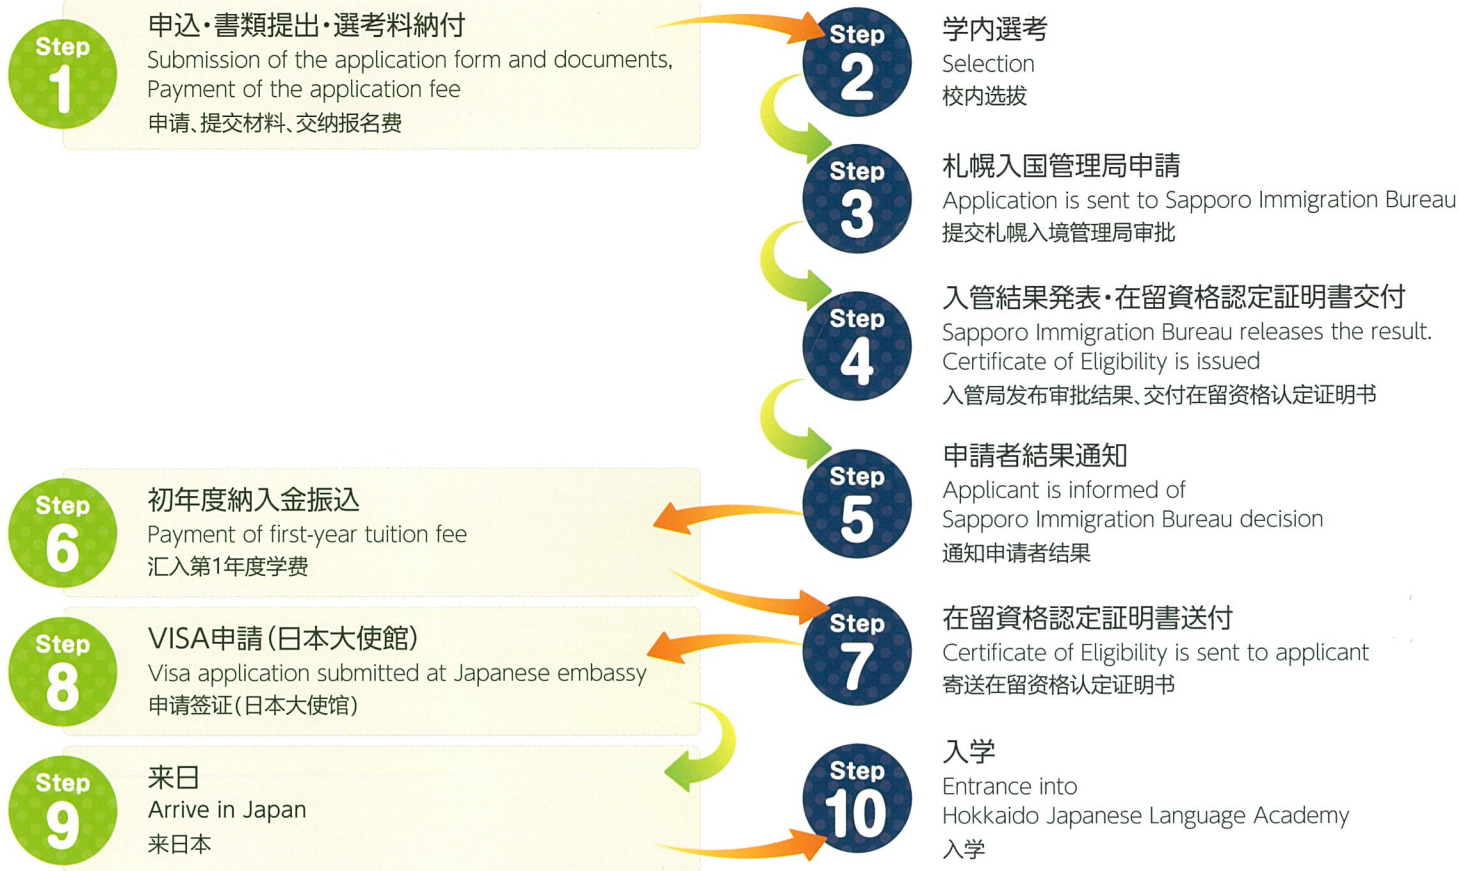 Step
1
申込・書類提出・選考料納付
Submission of the application form and documents,
Payment of the application fee
申请、提交材料、交纳报名费
Step
2
学内選考
Selection
校内选拔
Step
3
札幌入国管理局申請
Application is sent to Sapporo Immigration Bureau
提交札幌入境管理局审批
Step
4
入管結果発表・在留資格認定証明書交付
Sapporo Immigration Bureau releases the result.
Certificate of Eligibility is issued
入管局发布审批结果、交付在留资格认定证明书
Step
5
申請者結果通知
Applicant is informed of
Sapporo Immigration Bureau decision
通知申请者结果
Step
6
初年度納入金振込
Payment of first-year tuition fee
汇入第1年度学费
Step
7
在留資格認定証明書送付
Certificate of Eligibility is sent to applicant
寄送在留资格认定证明书
Step
8
VISA申請(日本大使館)
Visa application submitted at Japanese embassy
申请签证(日本大使馆)
Step
9
来日
Arrive in Japan
来日本
Step
10
入学
Entrance into
Hokkaido Japanese Language Academy
入学